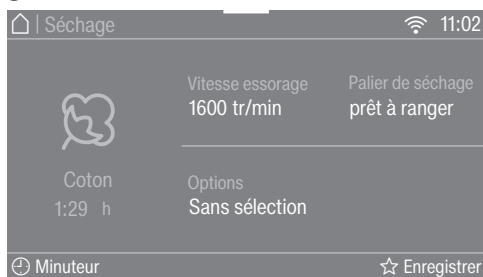 | Séchage
11:02
Vitesse essorage
1600 tr/min
Palier de séchage
prêt à ranger
Coton
1:29 h
Options
Sans sélection
Minuteur
Enregistrer